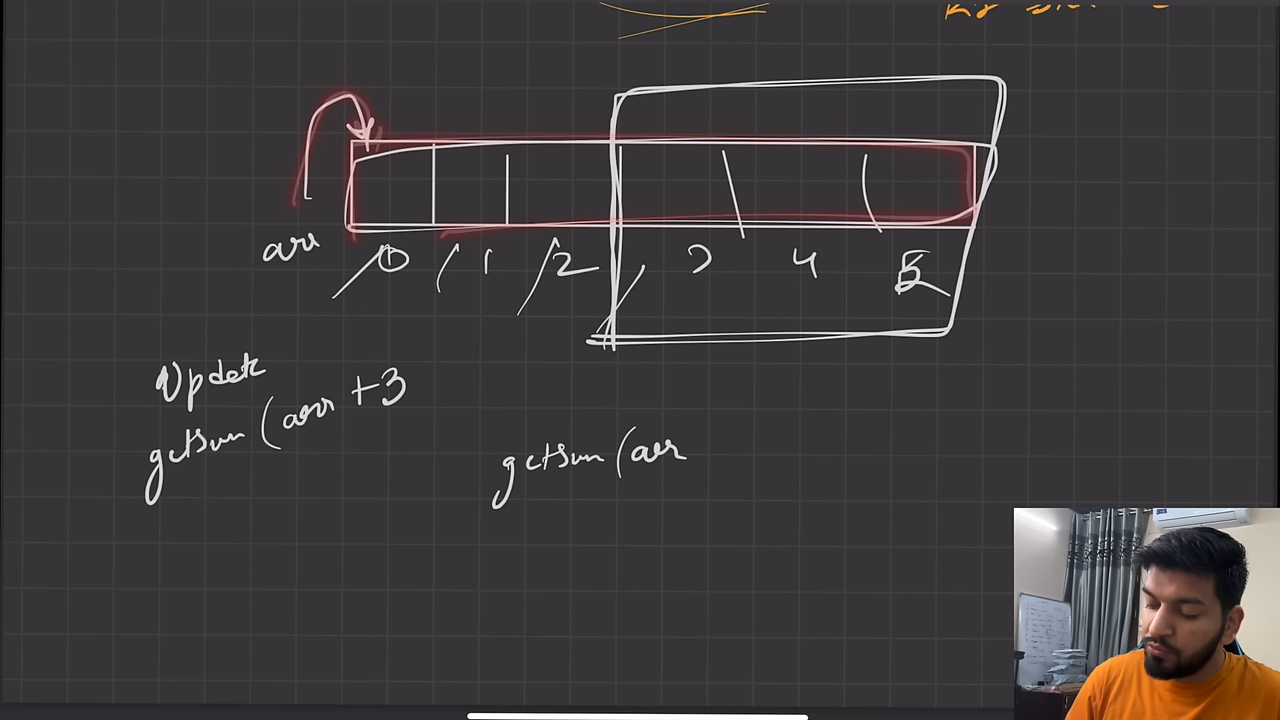 arr
0 1 2 3 4 5
Update
getsum (arr +3
getsum (arr